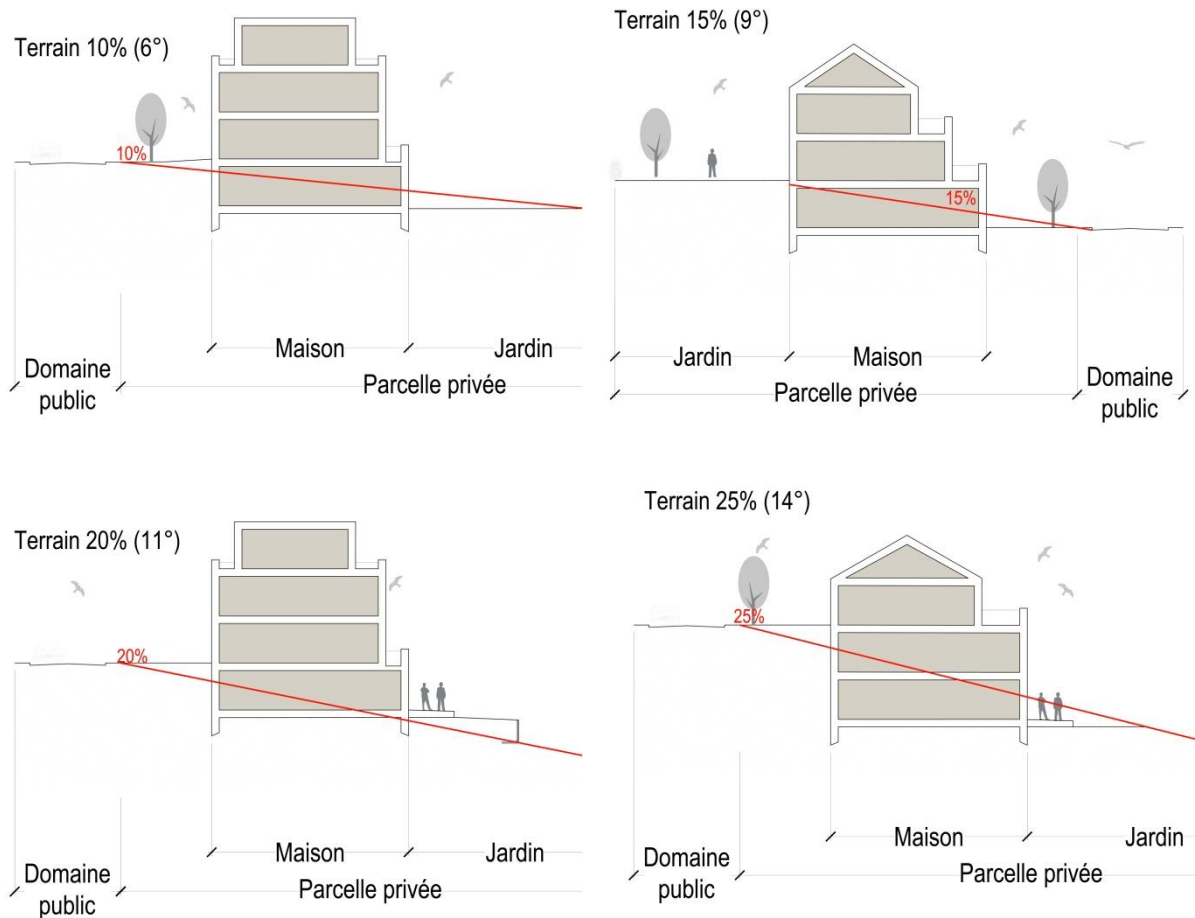 Terrain 10% (6°)
10%
Maison
Jardin
Domaine
public
Parcelle privée
Terrain 15% (9°)
15%
Jardin
Maison
Parcelle privée
Domaine
public
Terrain 20% (11°)
20%
Maison
Jardin
Domaine
public
Parcelle privée
Terrain 25% (14°)
25%
Maison
Jardin
Domaine
public
Parcelle privée